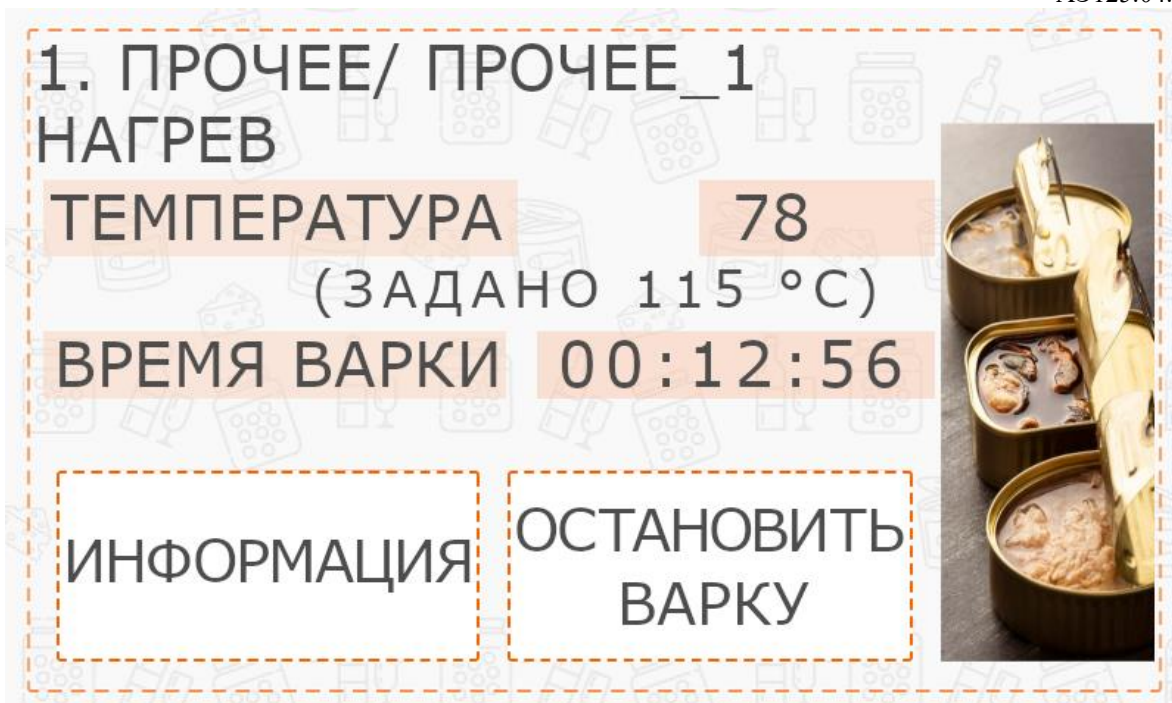 1. ПРОЧЕЕ/ ПРОЧЕЕ_1
НАГРЕВ
ТЕМПЕРАТУРА 78
(ЗАДАНО 115 °C)
ВРЕМЯ ВАРКИ 00:12:56
ИНФОРМАЦИЯ
ОСТАНОВИТЬ
ВАРКУ